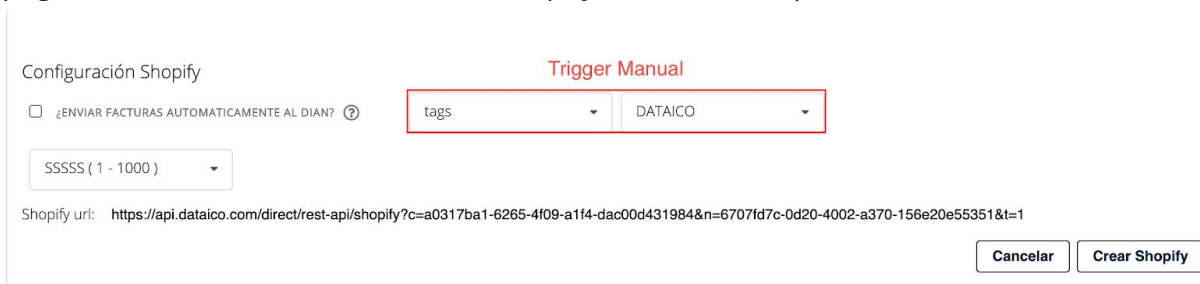 Configuración Shopify
Trigger Manual
¿ENVIAR FACTURAS AUTOMATICAMENTE AL DIAN? ?
tags
DATAICO
SSSSS ( 1 - 1000 )
Shopify url: https://api.dataico.com/direct/rest-api/shopify?c=a0317ba1-6265-4f09-a1f4-dac00d431984&n=6707fd7c-0d20-4002-a370-156e20e55351&t=1
Cancelar
Crear Shopify